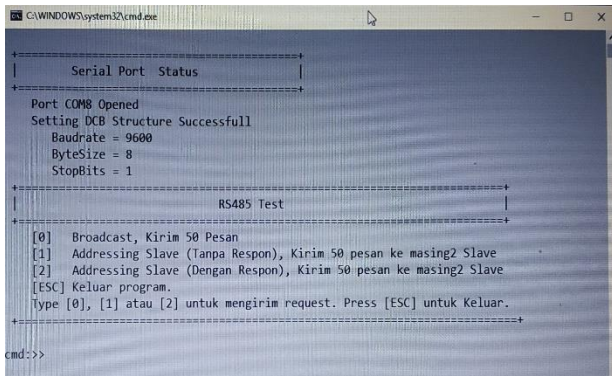 C:\WINDOWS\system32\cmd.exe
+==================================+
| Serial Port Status |
+==================================+
Port COM8 Opened
Setting DCB Structure Successfull
Baudrate = 9600
ByteSize = 8
StopBits = 1
+==========================================================+
| RS485 Test |
+==========================================================+
[0] Broadcast, Kirim 50 Pesan
[1] Addressing Slave (Tanpa Respon), Kirim 50 pesan ke masing2 Slave
[2] Addressing Slave (Dengan Respon), Kirim 50 pesan ke masing2 Slave
[ESC] Keluar program.
Type [0], [1] atau [2] untuk mengirim request. Press [ESC] untuk Keluar.
+============================================================+
cmd:>>